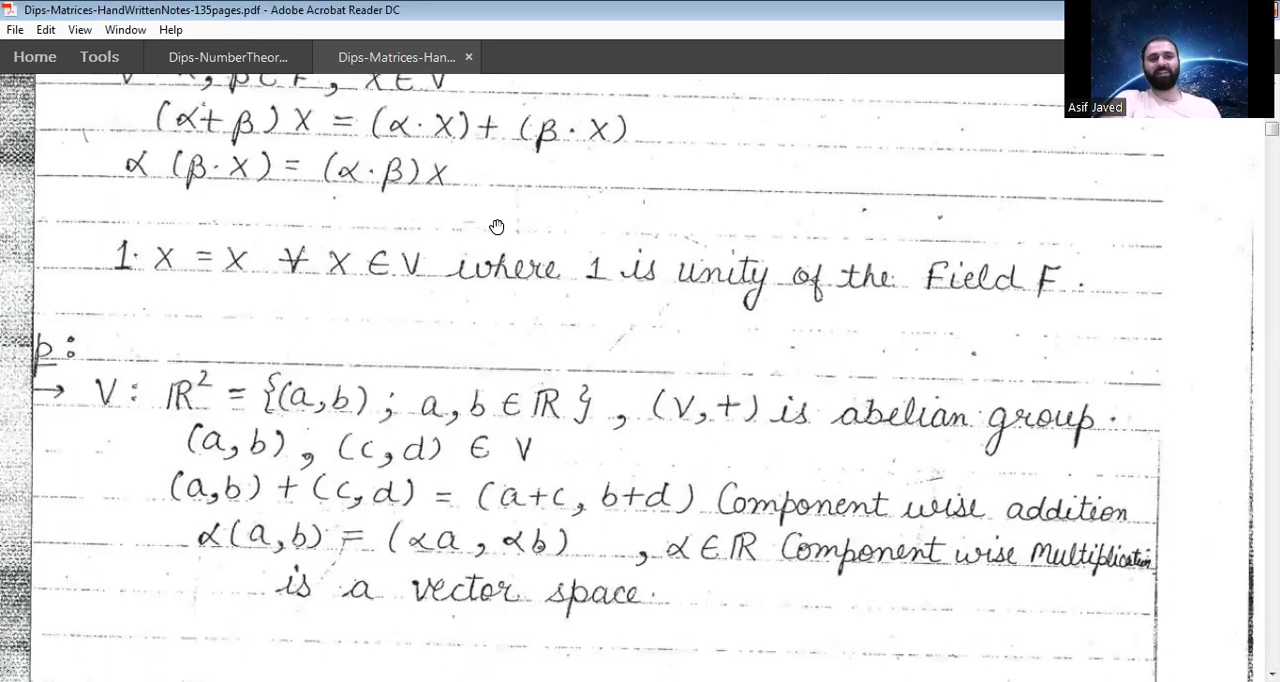 Dips-Matrices-HandWrittenNotes-135pages.pdf - Adobe Acrobat Reader DC
File Edit View Window Help
Home Tools Dips-NumberTheor... Dips-Matrices-Han... ×
Asif Javed
, β ∈ F, X ∈ V
(α+β)X = (α·X)+(β·X)
α(β·X) = (α·β)X
1·X = X ∀ X ∈ V where 1 is unity of the Field F.
p:
→ V: ℝ² = {(a,b); a,b ∈ ℝ}, (V,+) is abelian group.
(a,b), (c,d) ∈ V
(a,b)+(c,d) = (a+c, b+d) Component wise addition
α(a,b) = (αa, αb) , α ∈ ℝ Component wise Multiplication
is a vector space.